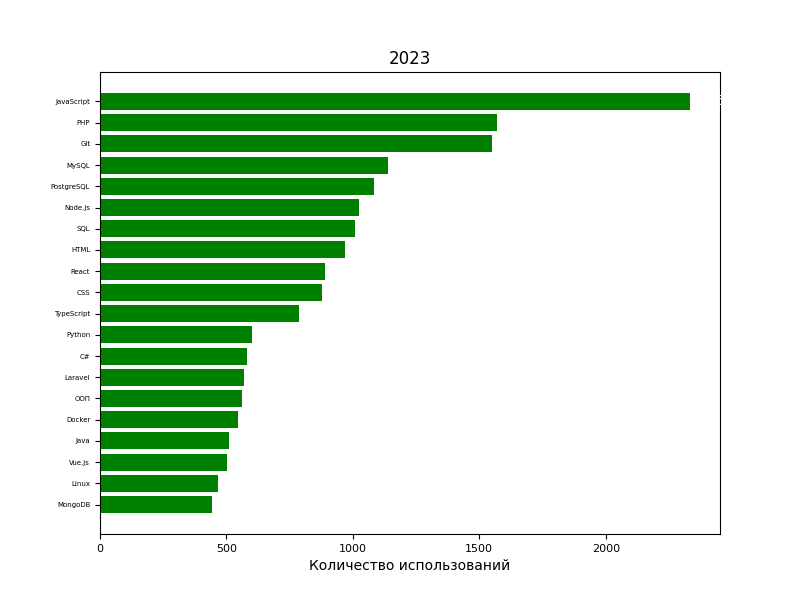 2023
JavaScript
PHP
Git
MySQL
PostgreSQL
Node.js
SQL
HTML
React
CSS
TypeScript
Python
C#
Laravel
ООП
Docker
Java
Vue.js
Linux
MongoDB
0 500 1000 1500 2000
Количество использований